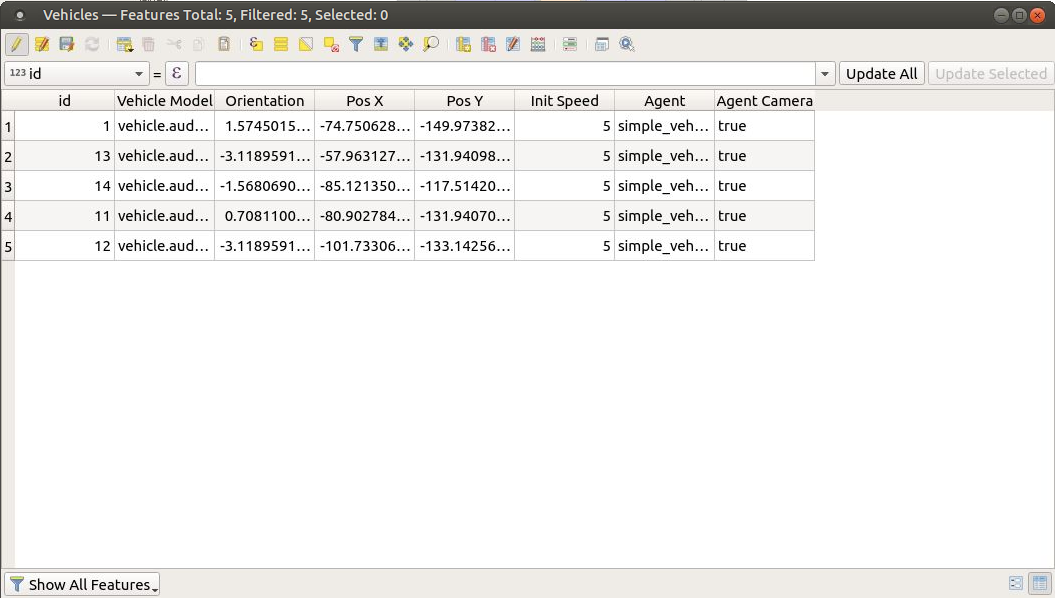 Vehicles — Features Total: 5, Filtered: 5, Selected: 0
123 id = ε Update All Update Selected
id Vehicle Model Orientation Pos X Pos Y Init Speed Agent Agent Camera
1 1 vehicle.aud... 1.5745015... -74.750628... -149.97382... 5 simple_veh... true
2 13 vehicle.aud... -3.1189591... -57.963127... -131.94098... 5 simple_veh... true
3 14 vehicle.aud... -1.5680690... -85.121350... -117.51420... 5 simple_veh... true
4 11 vehicle.aud... 0.7081100... -80.902784... -131.94070... 5 simple_veh... true
5 12 vehicle.aud... -3.1189591... -101.73306... -133.14256... 5 simple_veh... true
Show All Features